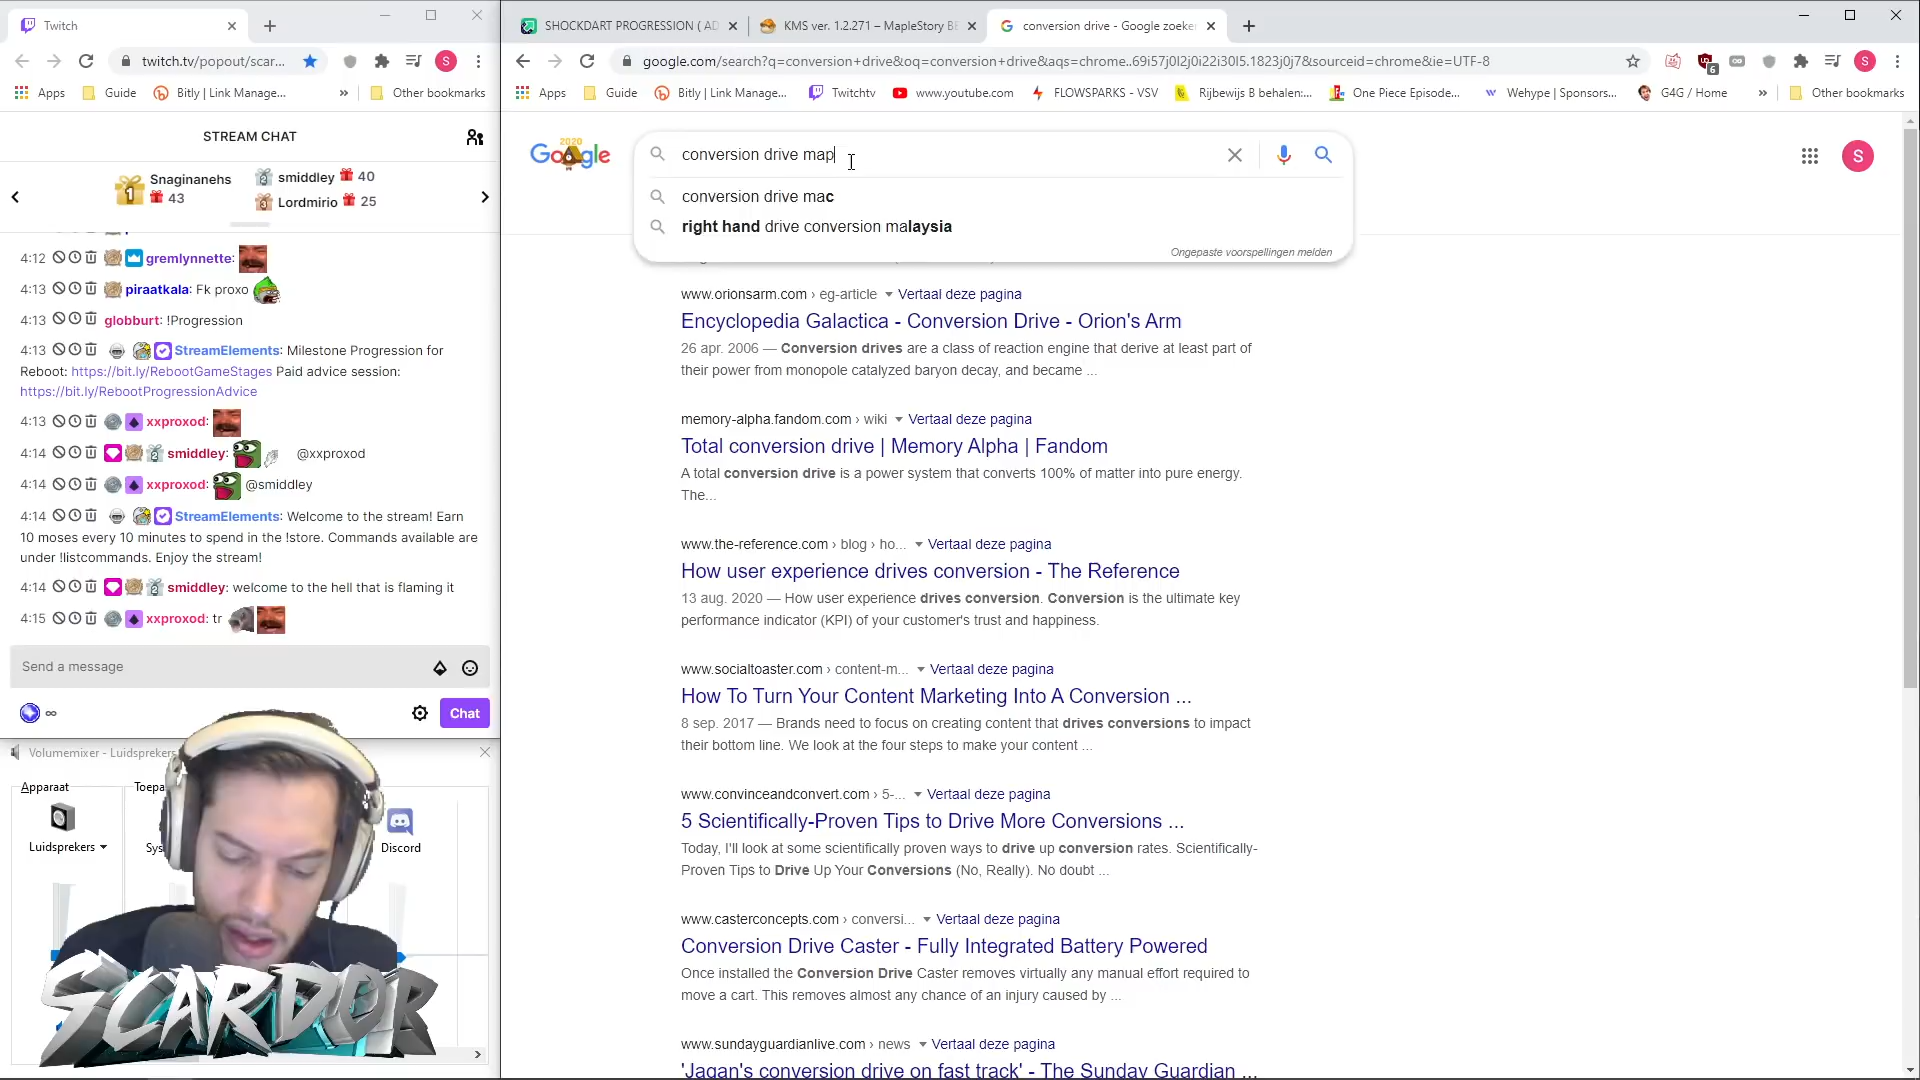 Twitch
twitch.tv/popout/scar...
Apps
Guide
Bitly | Link Manage...
»
Other bookmarks
STREAM CHAT
1
Snaginanehs
43
2
smiddley 40
3
Lordmirio 25
4:12 gremlynnette:
4:13 piraatkala: Fk proxo
4:13 globburt: !Progression
4:13 StreamElements: Milestone Progression for
Reboot: https://bit.ly/RebootGameStages Paid advice session:
https://bit.ly/RebootProgressionAdvice
4:13 xxproxod:
4:14 smiddley: @xxproxod
4:14 xxproxod: @smiddley
4:14 StreamElements: Welcome to the stream! Earn
10 moses every 10 minutes to spend in the !store. Commands available are
under !listcommands. Enjoy the stream!
4:14 smiddley: welcome to the hell that is flaming it
4:15 xxproxod: tr
Send a message
∞
Chat
Volumemixer - Luidsprekers
Apparaat
Toepa
Luidsprekers
Sys
Discord
SCARDOR
SHOCKDART PROGRESSION ( AD
KMS ver. 1.2.271 – MapleStory BE
conversion drive - Google zoeke
google.com/search?q=conversion+drive&oq=conversion+drive&aqs=chrome..69i57j0l2j0i22i30l5.1823j0j7&sourceid=chrome&ie=UTF-8
6
S
Apps
Guide
Bitly | Link Manage...
Twitchtv
www.youtube.com
FLOWSPARKS - VSV
Rijbewijs B behalen:...
One Piece Episode...
Wehype | Sponsors...
G4G / Home
»
Other bookmarks
2020
Google
conversion drive map
S
conversion drive mac
right hand drive conversion malaysia
Ongepaste voorspellingen melden
www.orionsarm.com › eg-article Vertaal deze pagina
Encyclopedia Galactica - Conversion Drive - Orion's Arm
26 apr. 2006 — Conversion drives are a class of reaction engine that derive at least part of
their power from monopole catalyzed baryon decay, and became ...
memory-alpha.fandom.com › wiki Vertaal deze pagina
Total conversion drive | Memory Alpha | Fandom
A total conversion drive is a power system that converts 100% of matter into pure energy.
The...
www.the-reference.com › blog › ho... Vertaal deze pagina
How user experience drives conversion - The Reference
13 aug. 2020 — How user experience drives conversion. Conversion is the ultimate key
performance indicator (KPI) of your customer's trust and happiness.
www.socialtoaster.com › content-m... Vertaal deze pagina
How To Turn Your Content Marketing Into A Conversion ...
8 sep. 2017 — Brands need to focus on creating content that drives conversions to impact
their bottom line. We look at the four steps to make your content ...
www.convinceandconvert.com › 5-... Vertaal deze pagina
5 Scientifically-Proven Tips to Drive More Conversions ...
Today, I'll look at some scientifically proven ways to drive up conversion rates. Scientifically-
Proven Tips to Drive Up Your Conversions (No, Really). No doubt ...
www.casterconcepts.com › conversi... Vertaal deze pagina
Conversion Drive Caster - Fully Integrated Battery Powered
Once installed the Conversion Drive Caster removes virtually any manual effort required to
move a cart. This removes almost any chance of an injury caused by ...
www.sundayguardianlive.com › news Vertaal deze pagina
'Jagan's conversion drive on fast track' - The Sunday Guardian ...